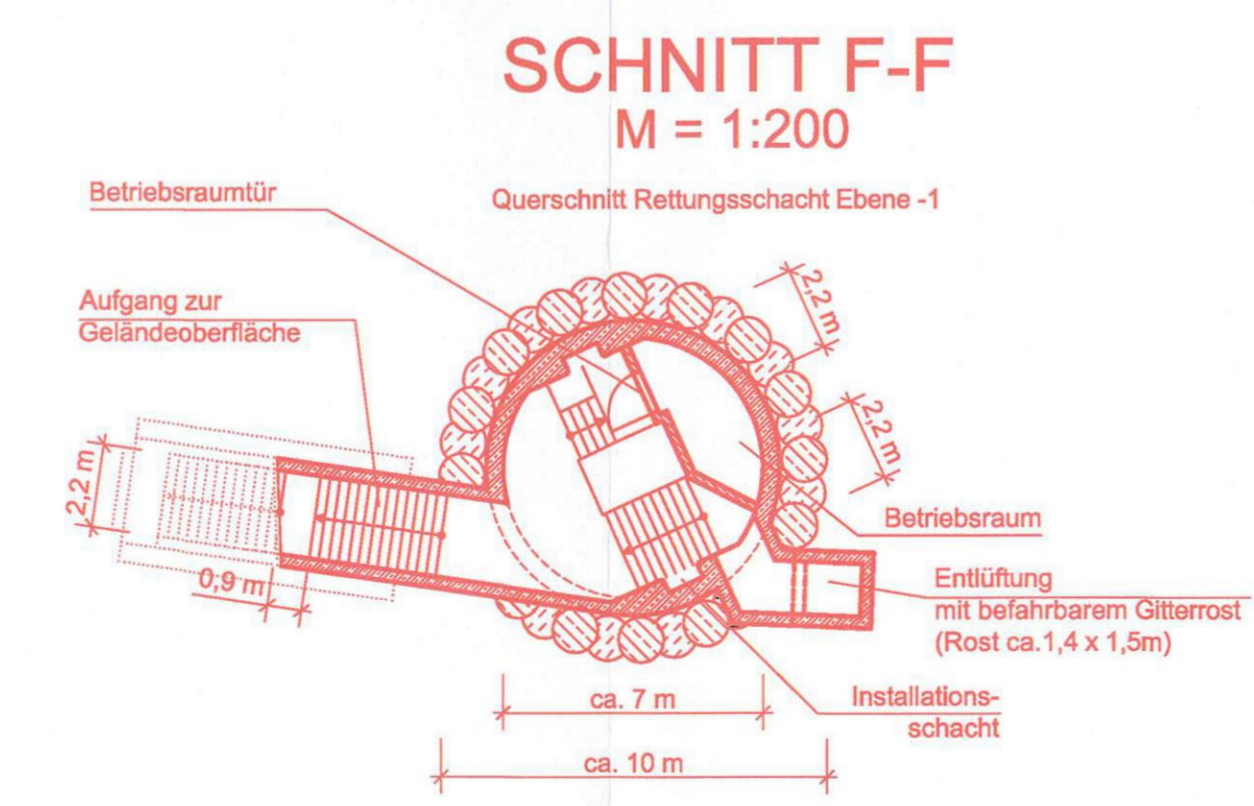 SCHNITT F-F
M = 1:200
Querschnitt Rettungsschacht Ebene -1
Betriebsraumtür
Aufgang zur
Geländeoberfläche
2,2 m
2,2 m
2,2 m
0,9 m
Betriebsraum
Entlüftung
mit befahrbarem Gitterrost
(Rost ca.1,4 x 1,5m)
Installations-
schacht
ca. 7 m
ca. 10 m